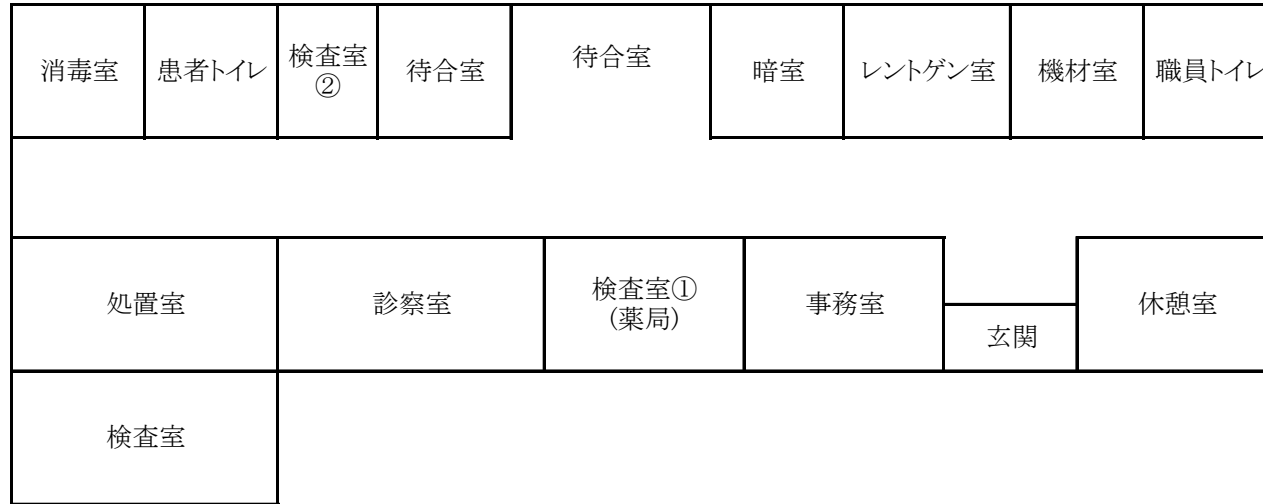 消毒室
患者トイレ
検査室
②
待合室
待合室
暗室
レントゲン室
機材室
職員トイレ
処置室
診察室
検査室①
(薬局)
事務室
玄関
休憩室
検査室